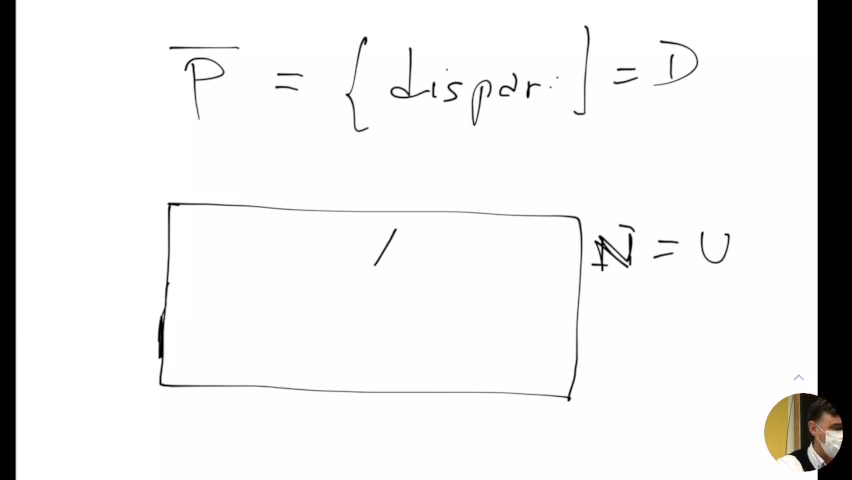 P̅ = { dispari } = D
ℕ = U